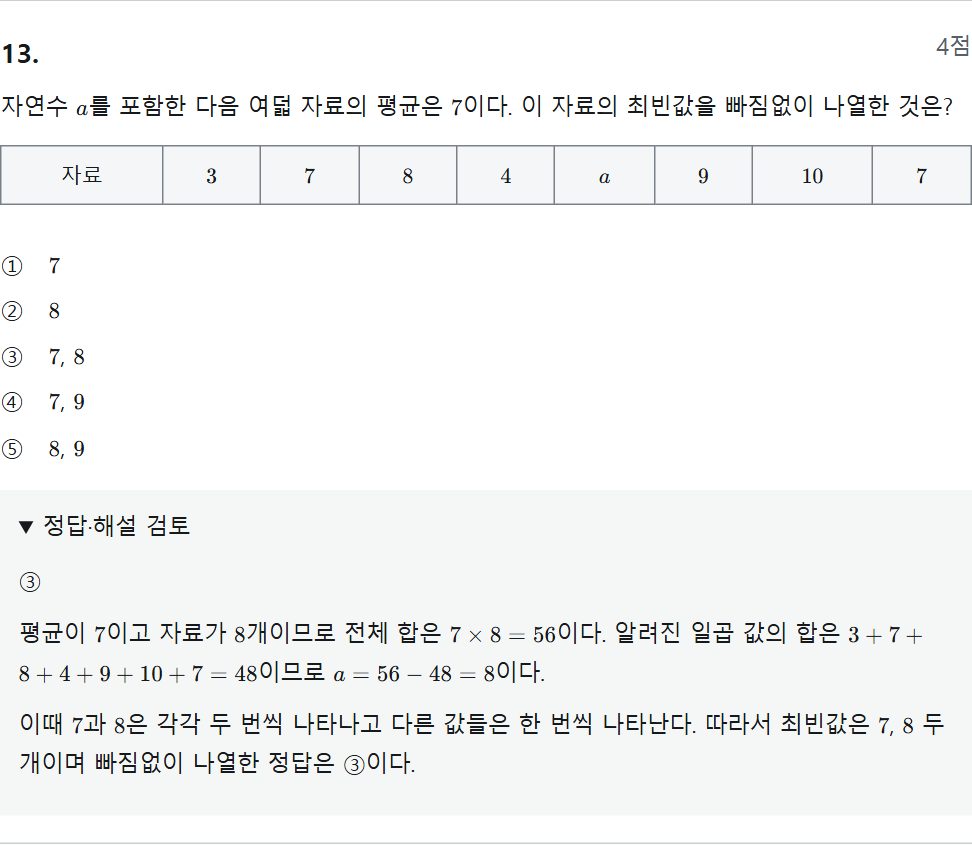 13.
4점
자연수 a를 포함한 다음 여덟 자료의 평균은 7이다. 이 자료의 최빈값을 빠짐없이 나열한 것은?
자료 3 7 8 4 a 9 10 7
① 7
② 8
③ 7, 8
④ 7, 9
⑤ 8, 9
▼ 정답·해설 검토
③
평균이 7이고 자료가 8개이므로 전체 합은 7 × 8 = 56이다. 알려진 일곱 값의 합은 3 + 7 +
8 + 4 + 9 + 10 + 7 = 48이므로 a = 56 − 48 = 8이다.
이때 7과 8은 각각 두 번씩 나타나고 다른 값들은 한 번씩 나타난다. 따라서 최빈값은 7, 8 두
개이며 빠짐없이 나열한 정답은 ③이다.